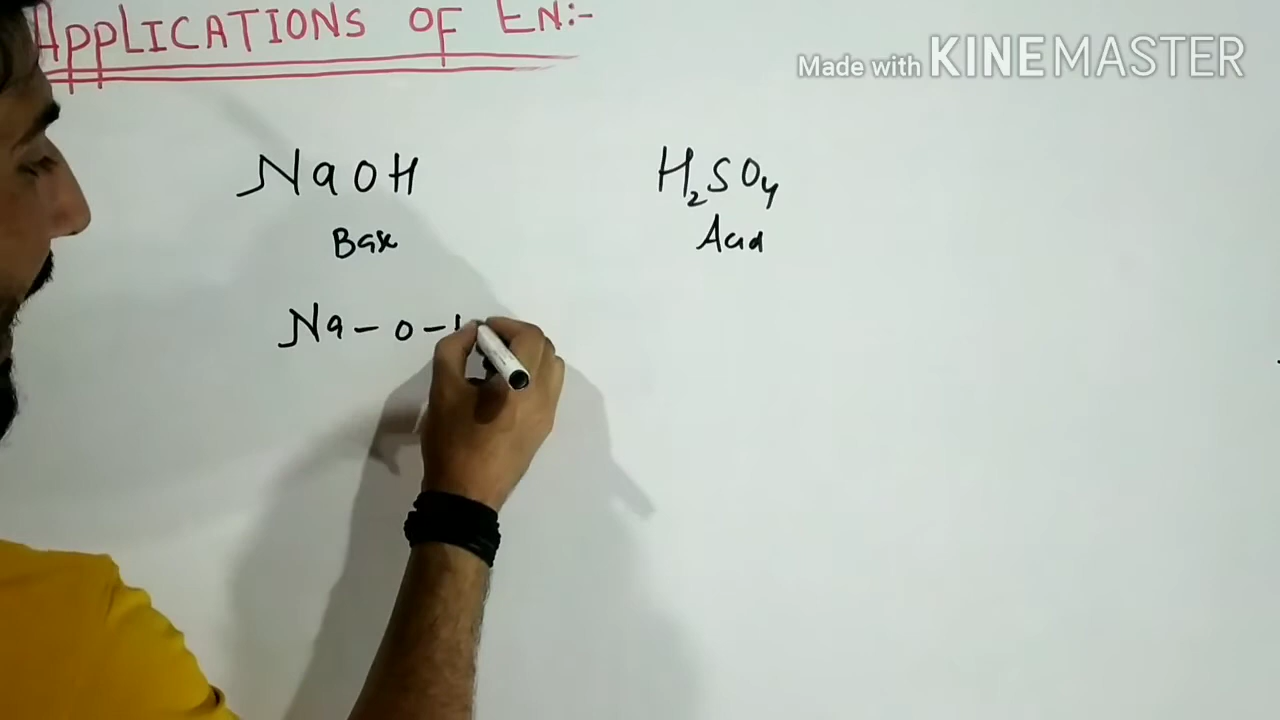 APPLICATIONS OF EN:-
Made with KINEMASTER
NaOH
H₂SO₄
Base
Acid
Na - O -